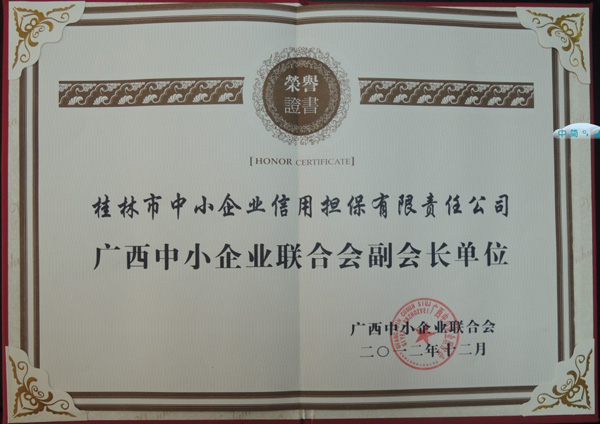 榮譽
證書
[ HONOR CERTIFICATE ]
桂林市中小企业信用担保有限责任公司
广西中小企业联合会副会长单位
广西中小企业联合会
二〇一二年十二月
中 简